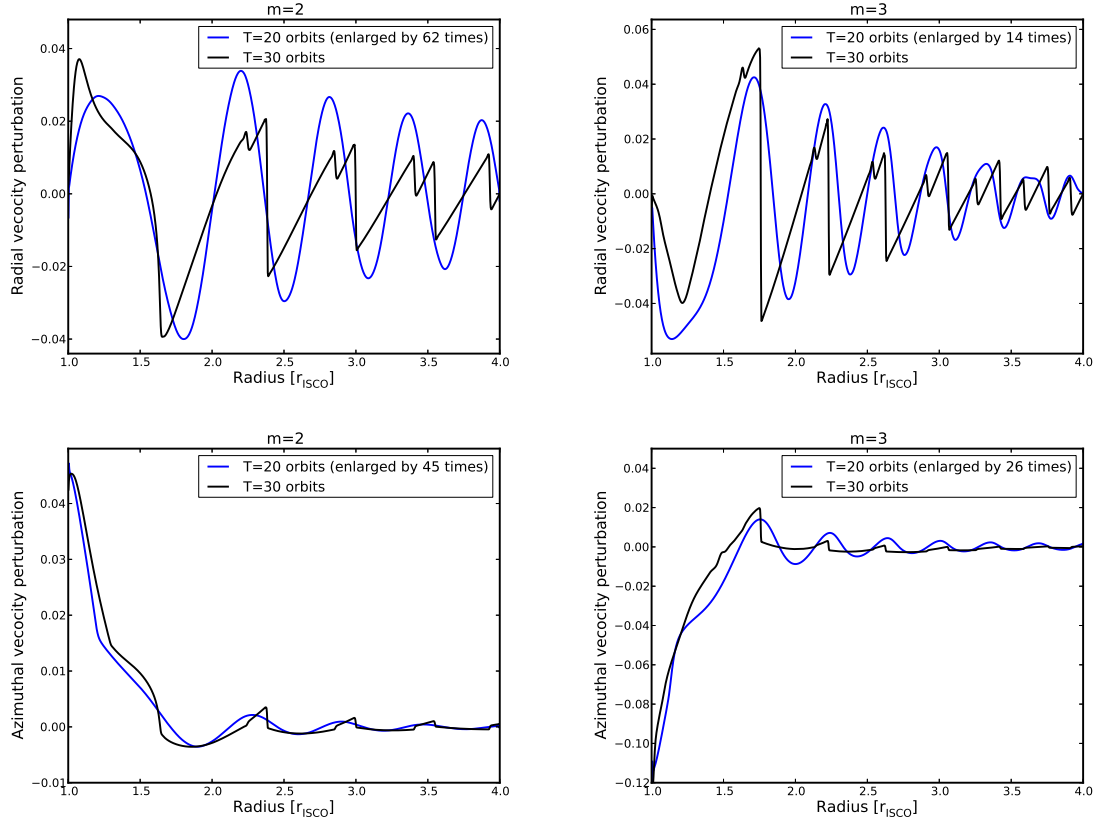 m=2
T=20 orbits (enlarged by 62 times)
T=30 orbits
0.04
0.02
0.00
−0.02
−0.04
Radial vecocity perturbation
1.0 1.5 2.0 2.5 3.0 3.5 4.0
Radius [r_ISCO]
m=3
T=20 orbits (enlarged by 14 times)
T=30 orbits
0.06
0.04
0.02
0.00
−0.02
−0.04
Radial vecocity perturbation
1.0 1.5 2.0 2.5 3.0 3.5 4.0
Radius [r_ISCO]
m=2
T=20 orbits (enlarged by 45 times)
T=30 orbits
0.04
0.03
0.02
0.01
0.00
−0.01
Azimuthal vecocity perturbation
1.0 1.5 2.0 2.5 3.0 3.5 4.0
Radius [r_ISCO]
m=3
T=20 orbits (enlarged by 26 times)
T=30 orbits
0.04
0.02
0.00
−0.02
−0.04
−0.06
−0.08
−0.10
−0.12
Azimuthal vecocity perturbation
1.0 1.5 2.0 2.5 3.0 3.5 4.0
Radius [r_ISCO]